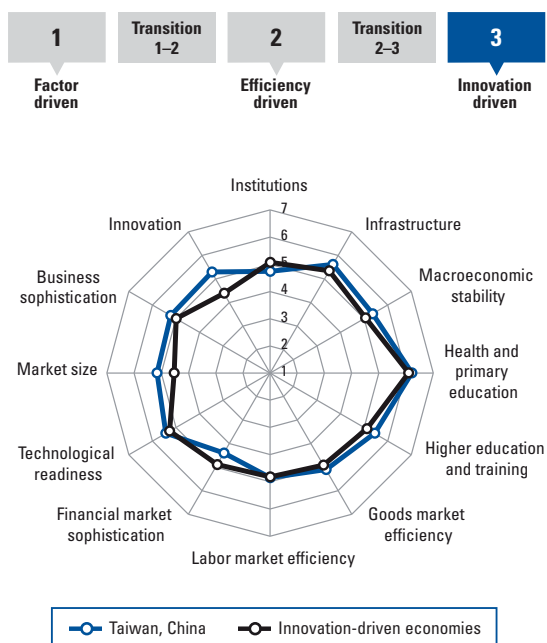 1
Transition
1–2
2
Transition
2–3
3
Factor
driven
Efficiency
driven
Innovation
driven
Institutions
7
Innovation
6
Infrastructure
5
Business
sophistication
4
Macroeconomic
stability
3
2
Market size
1
Health and
primary
education
Technological
readiness
Higher education
and training
Financial market
sophistication
Goods market
efficiency
Labor market efficiency
Taiwan, China
Innovation-driven economies